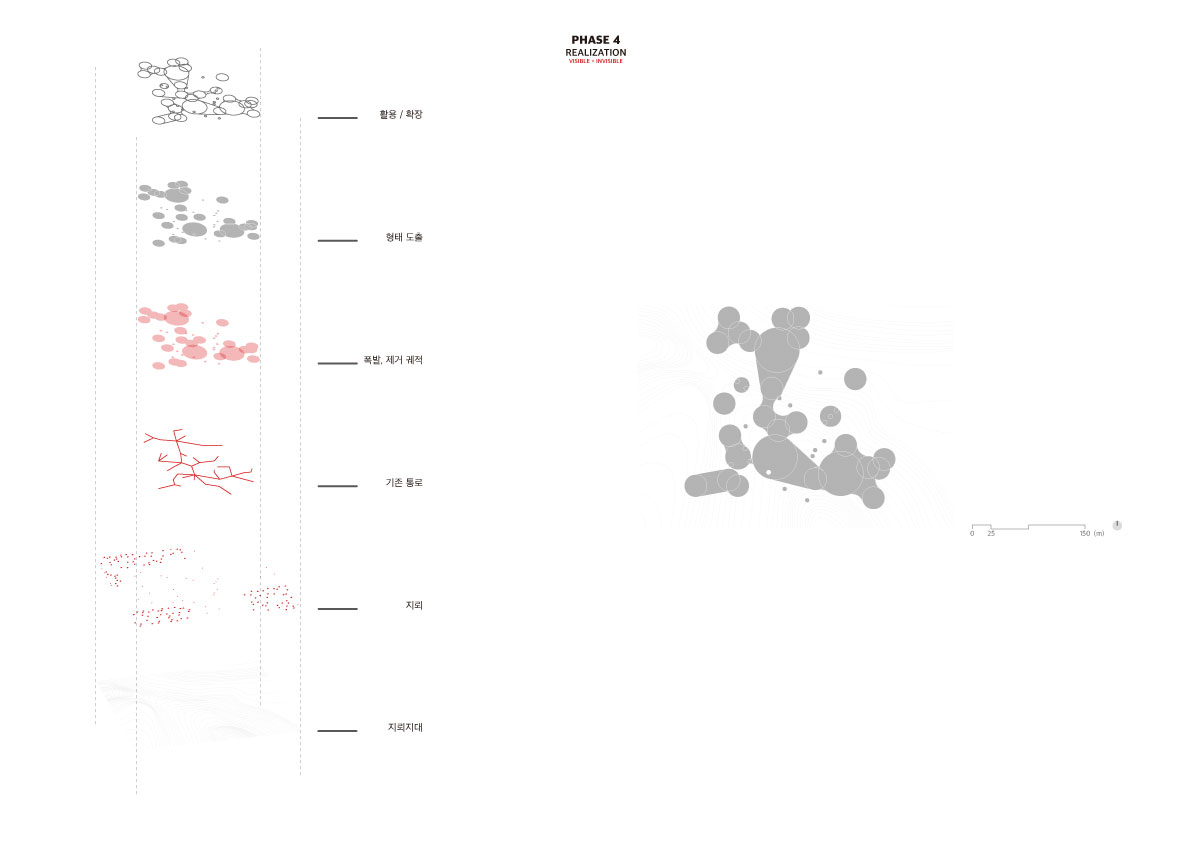 PHASE 4
REALIZATION
VISIBLE + INVISIBLE
활용 / 확장
형태 도출
폭발, 제거 궤적
기존 통로
지뢰
지뢰지대
0 25 150 (m)